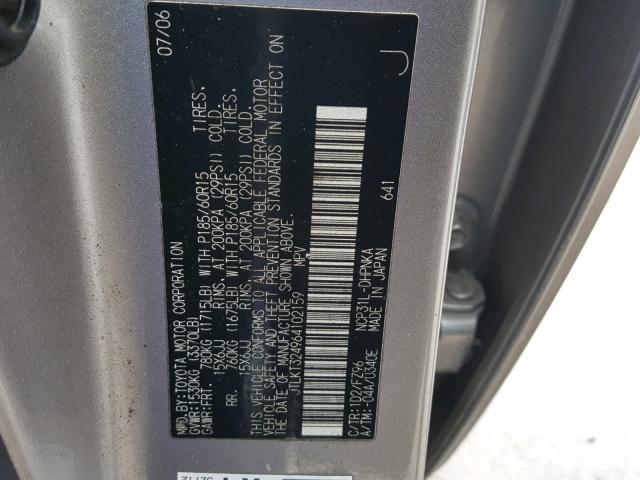 MFD.BY:TOYOTA MOTOR CORPORATION 07/06
GVWR:1530KG (3370LB)
GAWR:FRT. 780KG (1715LB) WITH P185/60R15 TIRES.
15X6JJ RIMS. AT 200KPA (29PSI) COLD.
RR. 760KG (1675LB) WITH P185/60R15 TIRES.
15X6JJ RIMS. AT 200KPA (29PSI) COLD.
THIS VEHICLE CONFORMS TO ALL APPLICABLE FEDERAL MOTOR
VEHICLE SAFETY AND THEFT PREVENTION STANDARDS IN EFFECT ON
THE DATE OF MANUFACTURE SHOWN ABOVE.
JTLKT324964102159 MPV
C/TR:1D2/FZ96 NCP31L-DHPNKA 641 J
A/TM:-04A/U340E MADE IN JAPAN